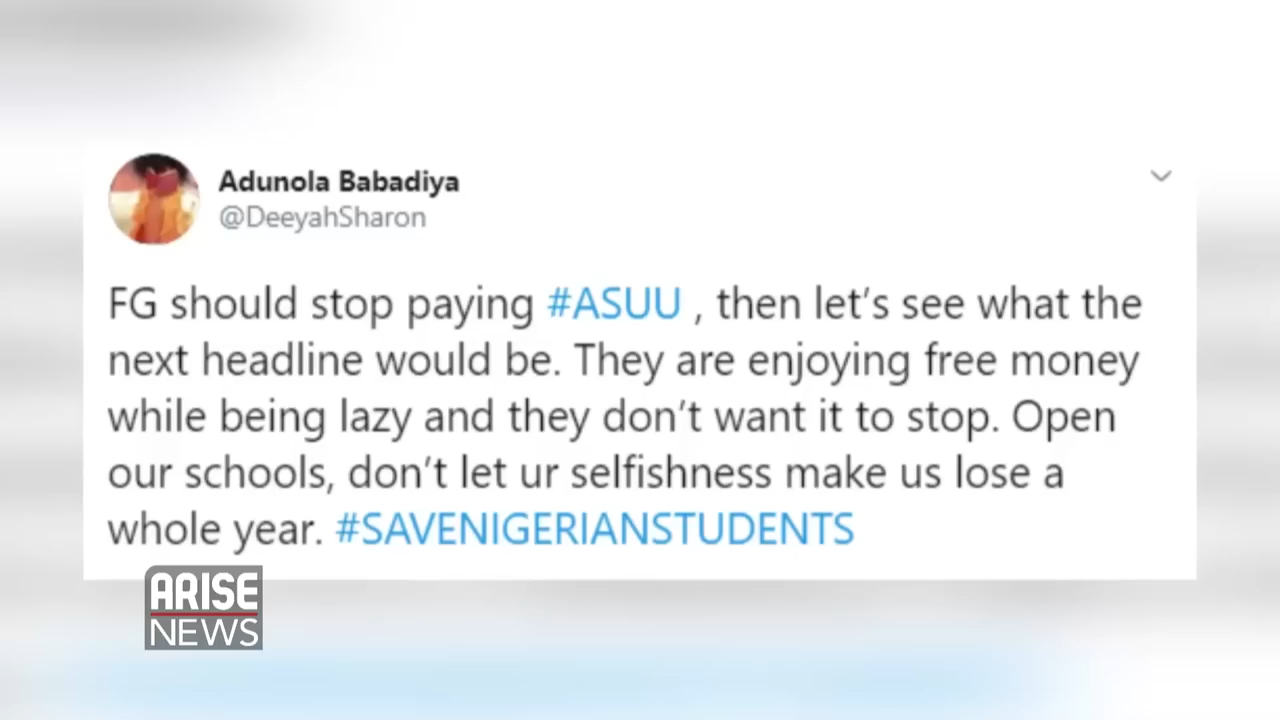 Adunola Babadiya
@DeeyahSharon
FG should stop paying #ASUU , then let's see what the
next headline would be. They are enjoying free money
while being lazy and they don't want it to stop. Open
our schools, don't let ur selfishness make us lose a
whole year. #SAVENIGERIANSTUDENTS
ARISE
NEWS